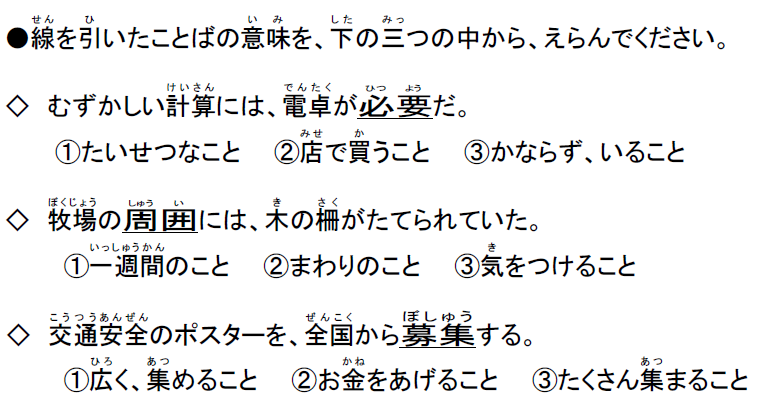 ●線を引いたことばの意味を、下の三つの中から、えらんでください。
◇ むずかしい計算には、電卓が必要だ。
①たいせつなこと ②店で買うこと ③かならず、いること
◇ 牧場の周囲には、木の柵がたてられていた。
①一週間のこと ②まわりのこと ③気をつけること
◇ 交通安全のポスターを、全国から募集する。
①広く、集めること ②お金をあげること ③たくさん集まること